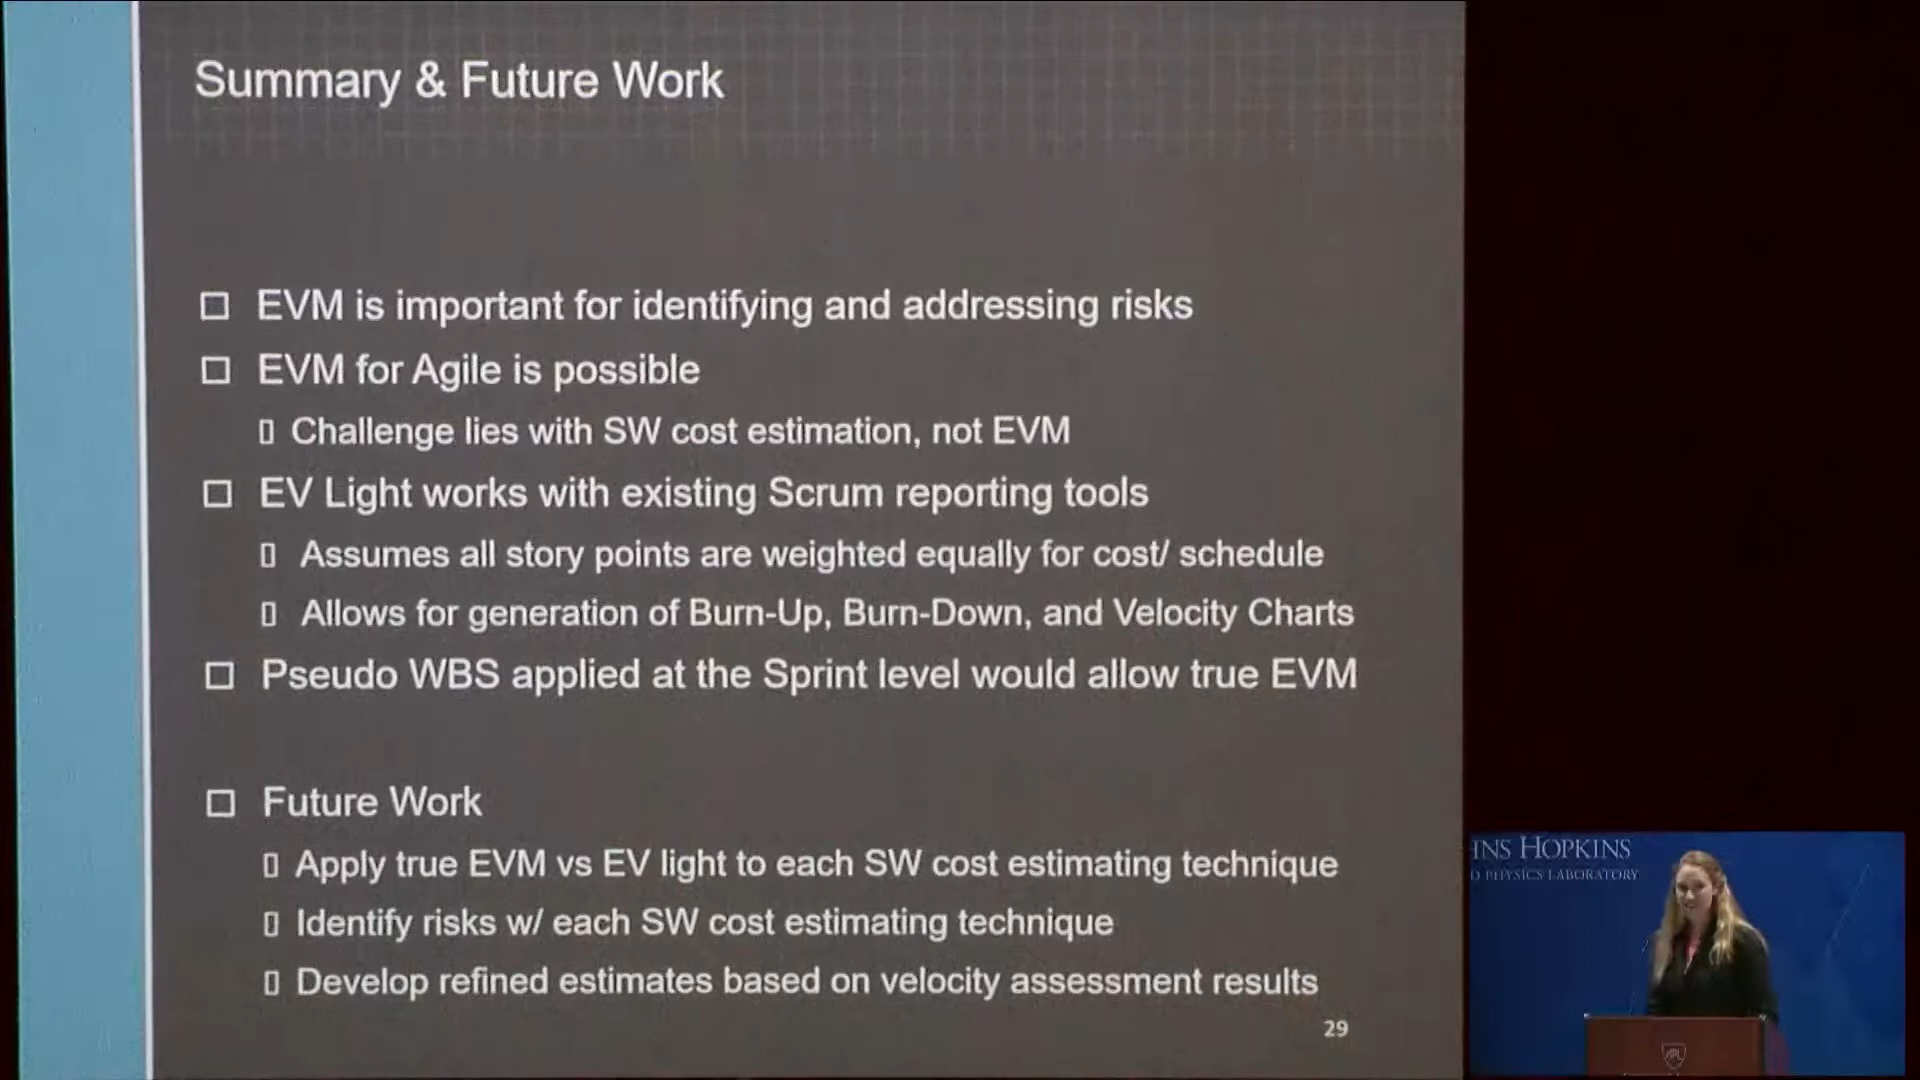 Summary & Future Work
EVM is important for identifying and addressing risks
EVM for Agile is possible
Challenge lies with SW cost estimation, not EVM
EV Light works with existing Scrum reporting tools
Assumes all story points are weighted equally for cost/ schedule
Allows for generation of Burn-Up, Burn-Down, and Velocity Charts
Pseudo WBS applied at the Sprint level would allow true EVM
Future Work
Apply true EVM vs EV light to each SW cost estimating technique
Identify risks w/ each SW cost estimating technique
Develop refined estimates based on velocity assessment results
29
HNS HOPKINS
D PHYSICS LABORATORY
APL